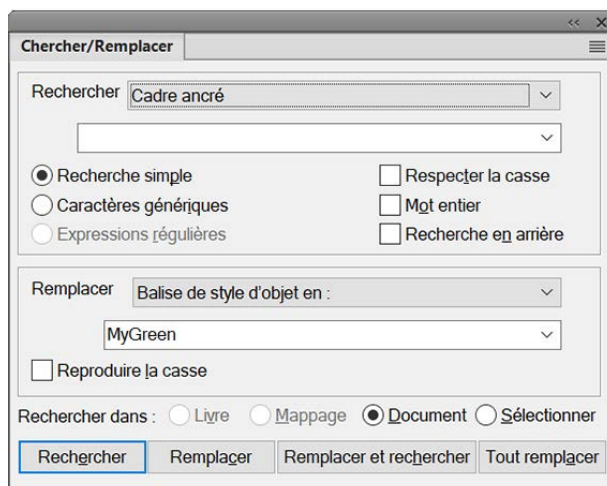 Chercher/Remplacer
Rechercher Cadre ancré
Recherche simple Respecter la casse
Caractères génériques Mot entier
Expressions régulières Recherche en arrière
Remplacer Balise de style d'objet en :
MyGreen
Reproduire la casse
Rechercher dans : Livre Mappage Document Sélectionner
Rechercher Remplacer Remplacer et rechercher Tout remplacer